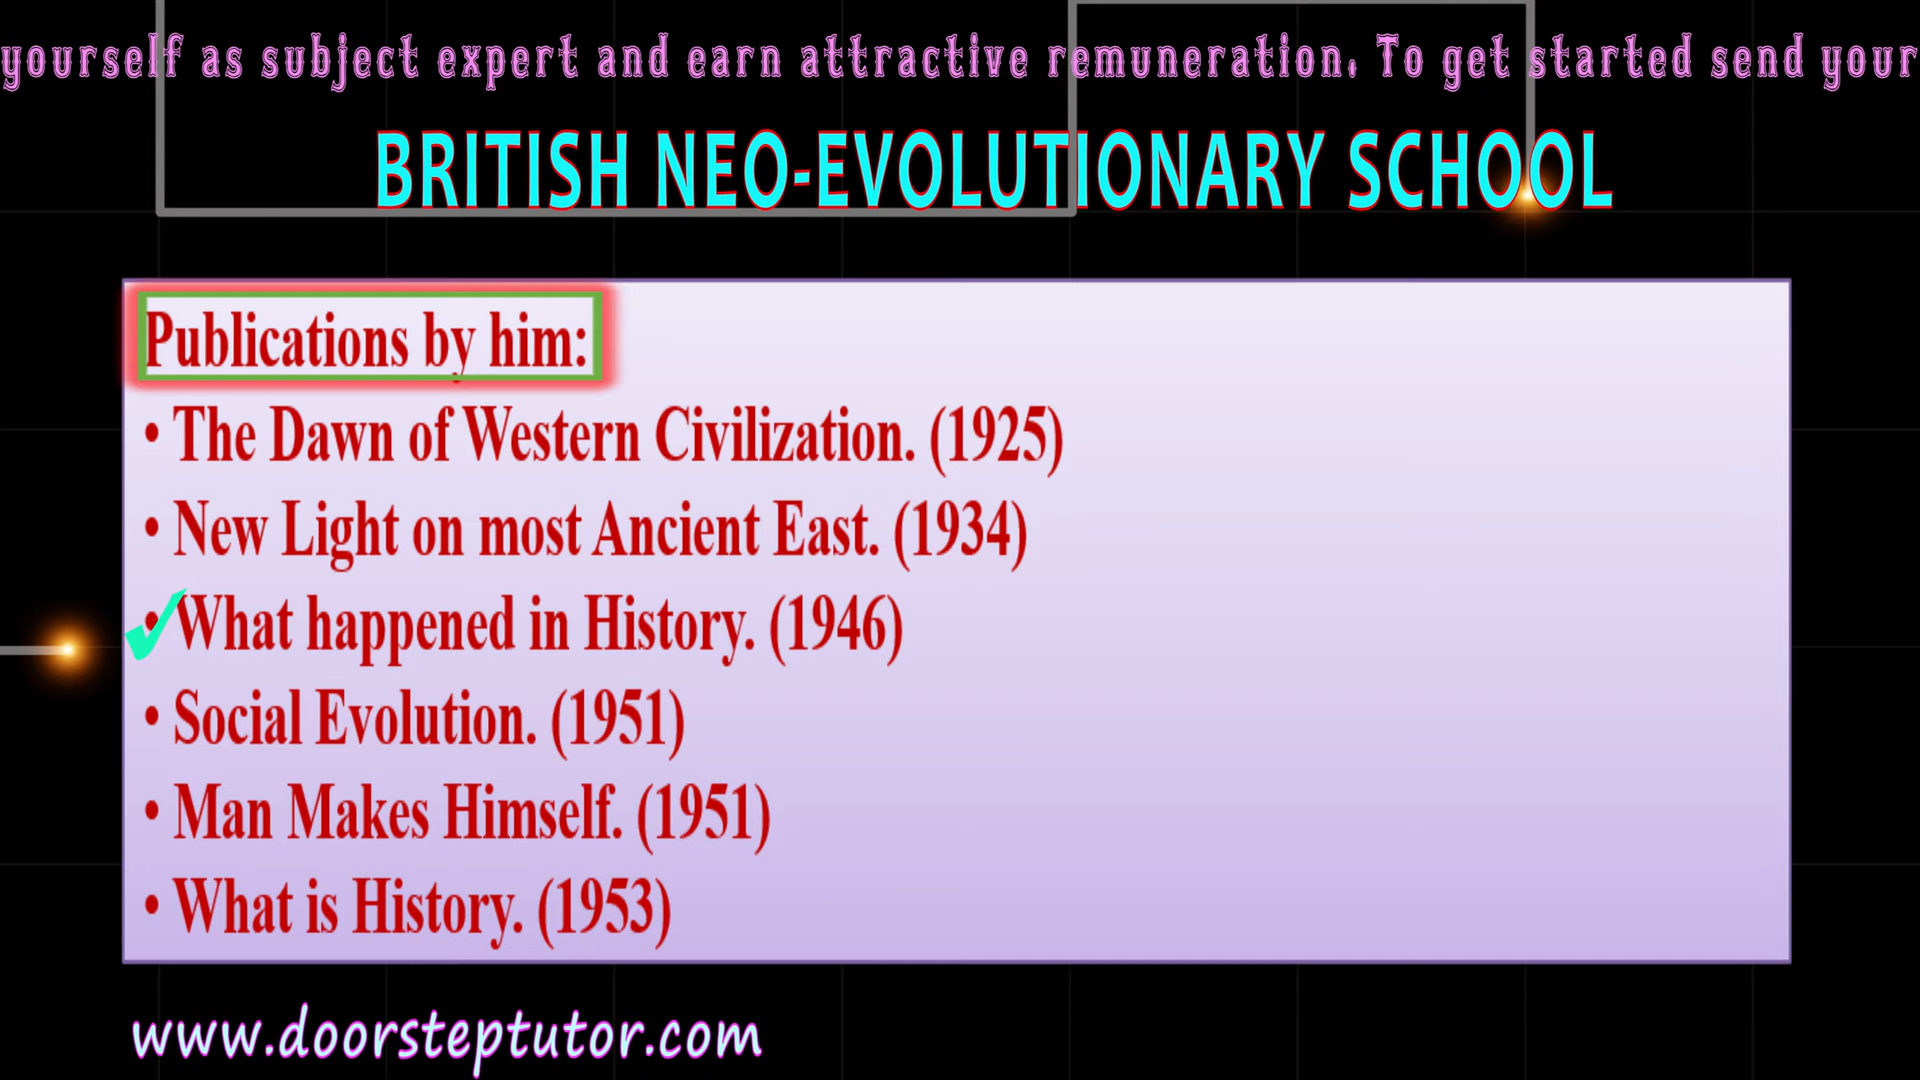 yourself as subject expert and earn attractive remuneration. To get started send your
BRITISH NEO-EVOLUTIONARY SCHOOL
Publications by him:
• The Dawn of Western Civilization. (1925)
• New Light on most Ancient East. (1934)
• What happened in History. (1946)
• Social Evolution. (1951)
• Man Makes Himself. (1951)
• What is History. (1953)
www.doorsteptutor.com